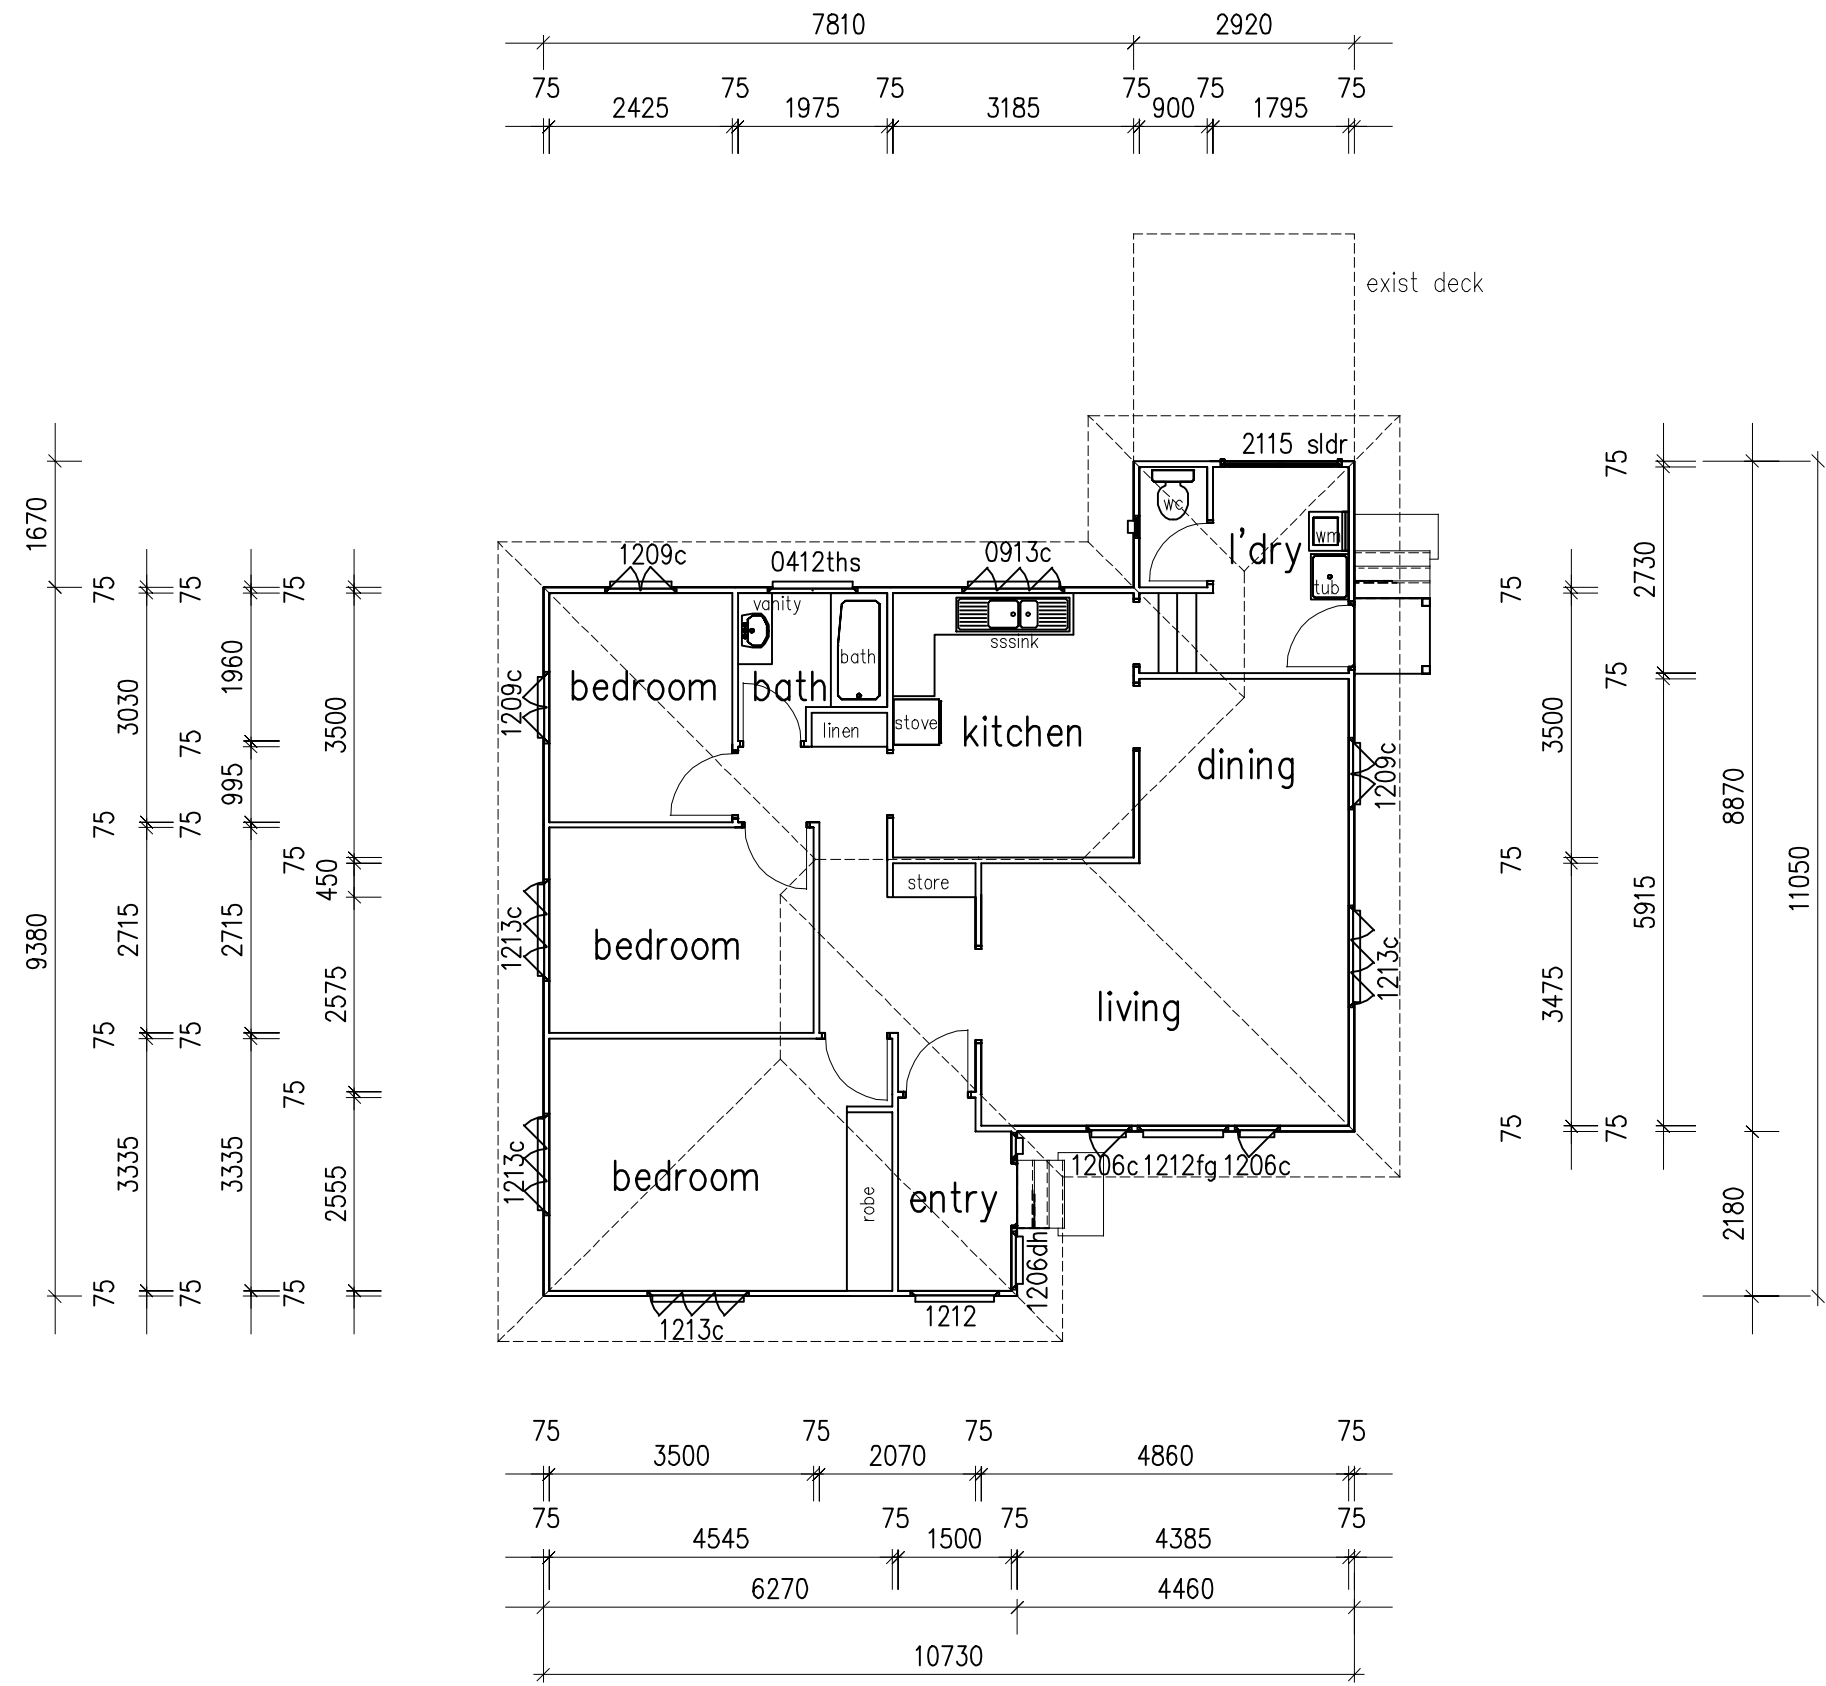 7810 2920
75 75 75 75 75 75
2425 1975 3185 900 1795
exist deck
2115 sldr
75
1670
wc
l'dry
wm
2730
1209c 0412ths 0913c
75 75 75 75
tub
vanity
sssink
bath
1960
1209c
bedroom
bath
75
3030
3500
stove
linen
kitchen
3500
75
dining
1209c
995
8870
75 75
75
75
450
store
11050
9380
2715
2715
1213c
bedroom
5915
1213c
2575
living
3475
75 75
75
75 75
3335
3335
2555
1213c
bedroom
robe
entry
1206c 1212fg 1206c
2180
1206dh
75 75 75
1213c
1212
75 75 75 75
3500 2070 4860
75 75 75 75
4545 1500 4385
6270 4460
10730